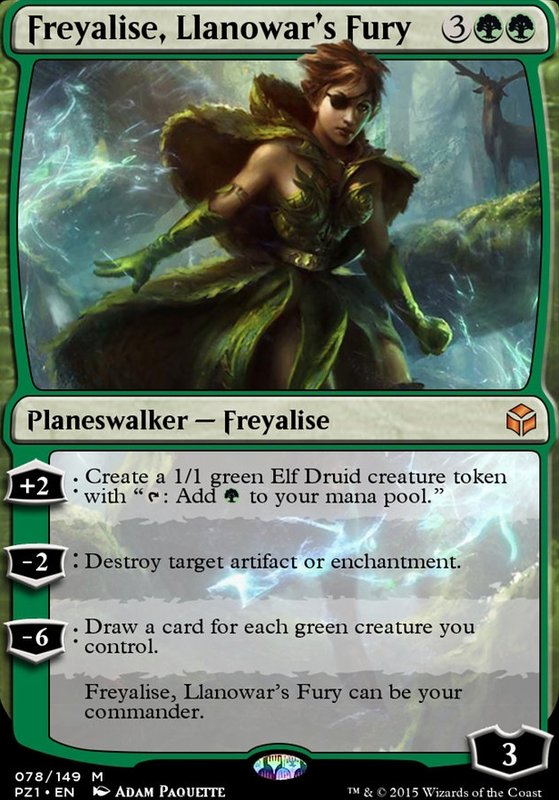 Freyalise, Llanowar's Fury 3
Planeswalker — Freyalise
+2 : Create a 1/1 green Elf Druid creature token
with “ : Add to your mana pool.”
-2 : Destroy target artifact or enchantment.
-6 : Draw a card for each green creature you
control.
Freyalise, Llanowar's Fury can be your
commander.
3
078/149 M
PZ1 • EN Adam Paquette
™ & © 2015 Wizards of the Coast